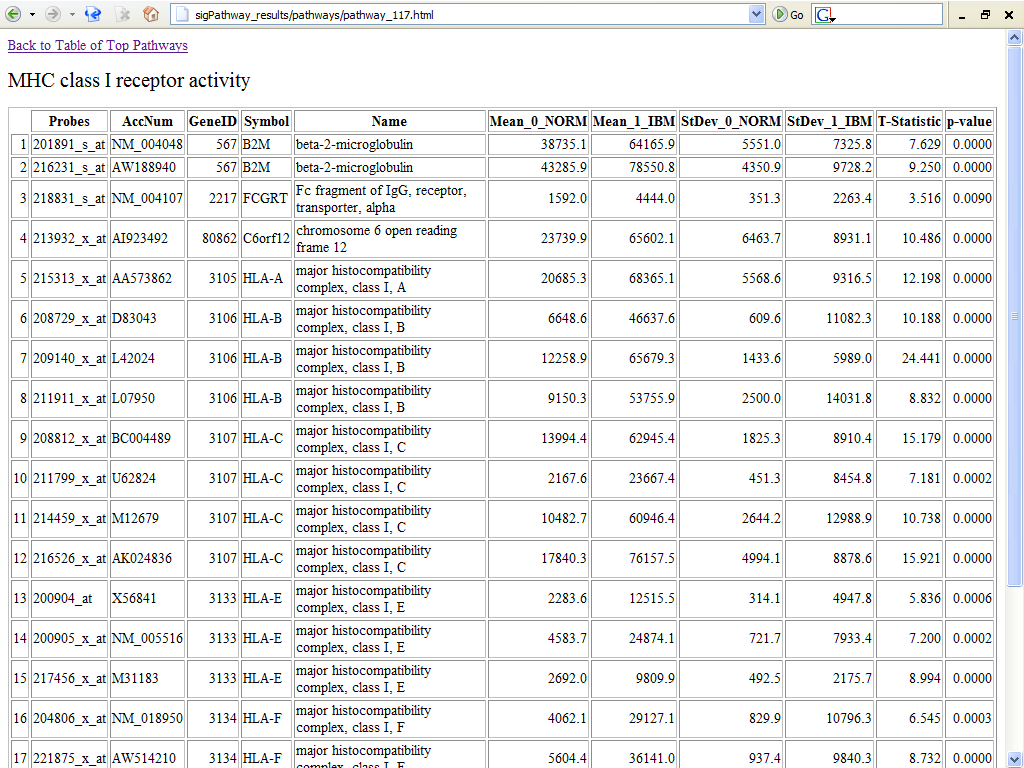 sigPathway_results/pathways/pathway_117.html Go G
Back to Table of Top Pathways
MHC class I receptor activity
Probes AccNum GeneID Symbol Name Mean_0_NORM Mean_1_IBM StDev_0_NORM StDev_1_IBM T-Statistic p-value
1 201891_s_at NM_004048 567 B2M beta-2-microglobulin 38735.1 64165.9 5551.0 7325.8 7.629 0.0000
2 216231_s_at AW188940 567 B2M beta-2-microglobulin 43285.9 78550.8 4350.9 9728.2 9.250 0.0000
3 218831_s_at NM_004107 2217 FCGRT Fc fragment of IgG, receptor,
transporter, alpha 1592.0 4444.0 351.3 2263.4 3.516 0.0090
4 213932_x_at AI923492 80862 C6orf12 chromosome 6 open reading
frame 12 23739.9 65602.1 6463.7 8931.1 10.486 0.0000
5 215313_x_at AA573862 3105 HLA-A major histocompatibility
complex, class I, A 20685.3 68365.1 5568.6 9316.5 12.198 0.0000
6 208729_x_at D83043 3106 HLA-B major histocompatibility
complex, class I, B 6648.6 46637.6 609.6 11082.3 10.188 0.0000
7 209140_x_at L42024 3106 HLA-B major histocompatibility
complex, class I, B 12258.9 65679.3 1433.6 5989.0 24.441 0.0000
8 211911_x_at L07950 3106 HLA-B major histocompatibility
complex, class I, B 9150.3 53755.9 2500.0 14031.8 8.832 0.0000
9 208812_x_at BC004489 3107 HLA-C major histocompatibility
complex, class I, C 13994.4 62945.4 1825.3 8910.4 15.179 0.0000
10 211799_x_at U62824 3107 HLA-C major histocompatibility
complex, class I, C 2167.6 23667.4 451.3 8454.8 7.181 0.0002
11 214459_x_at M12679 3107 HLA-C major histocompatibility
complex, class I, C 10482.7 60946.4 2644.2 12988.9 10.738 0.0000
12 216526_x_at AK024836 3107 HLA-C major histocompatibility
complex, class I, C 17840.3 76157.5 4994.1 8878.6 15.921 0.0000
13 200904_at X56841 3133 HLA-E major histocompatibility
complex, class I, E 2283.6 12515.5 314.1 4947.8 5.836 0.0006
14 200905_x_at NM_005516 3133 HLA-E major histocompatibility
complex, class I, E 4583.7 24874.1 721.7 7933.4 7.200 0.0002
15 217456_x_at M31183 3133 HLA-E major histocompatibility
complex, class I, E 2692.0 9809.9 492.5 2175.7 8.994 0.0000
16 204806_x_at NM_018950 3134 HLA-F major histocompatibility
complex, class I, F 4062.1 29127.1 829.9 10796.3 6.545 0.0003
17 221875_x_at AW514210 3134 HLA-F major histocompatibility
complex, class I, F 5604.4 36141.0 937.4 9840.3 8.732 0.0000